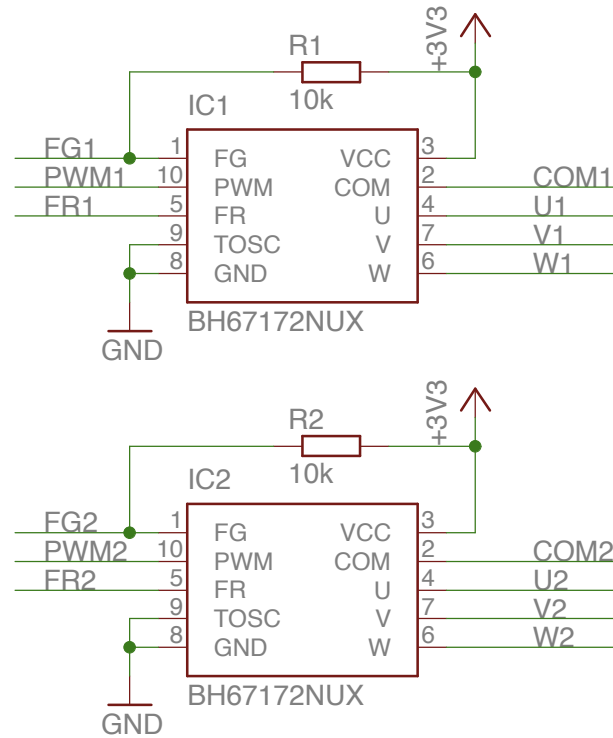 +3V3
R1
10k
IC1
FG1 1 FG VCC 3
PWM1 10 PWM COM 2 COM1
FR1 5 FR U 4 U1
9 TOSC V 7 V1
8 GND W 6 W1
BH67172NUX
GND
+3V3
R2
10k
IC2
FG2 1 FG VCC 3
PWM2 10 PWM COM 2 COM2
FR2 5 FR U 4 U2
9 TOSC V 7 V2
8 GND W 6 W2
BH67172NUX
GND